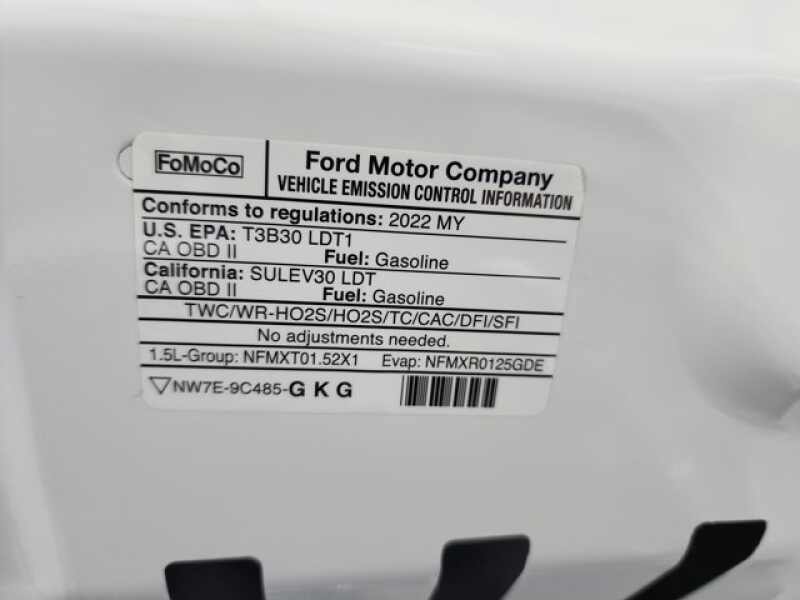 FoMoCo
Ford Motor Company
VEHICLE EMISSION CONTROL INFORMATION
Conforms to regulations: 2022 MY
U.S. EPA: T3B30 LDT1
CA OBD II Fuel: Gasoline
California: SULEV30 LDT
CA OBD II Fuel: Gasoline
TWC/WR-HO2S/HO2S/TC/CAC/DFI/SFI
No adjustments needed.
1.5L-Group: NFMXT01.52X1 Evap: NFMXR0125GDE
NW7E-9C485-G K G